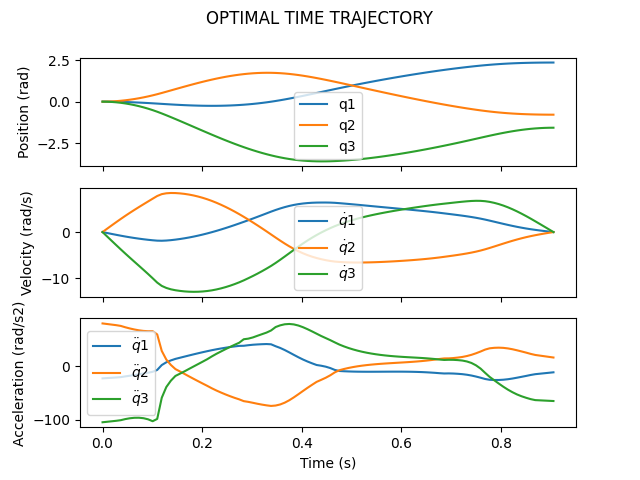 OPTIMAL TIME TRAJECTORY
Position (rad)
2.5
0.0
−2.5
q1
q2
q3
Velocity (rad/s)
0
−10
q̇1
q̇2
q̇3
Acceleration (rad/s2)
0
−100
q̈1
q̈2
q̈3
0.0 0.2 0.4 0.6 0.8
Time (s)